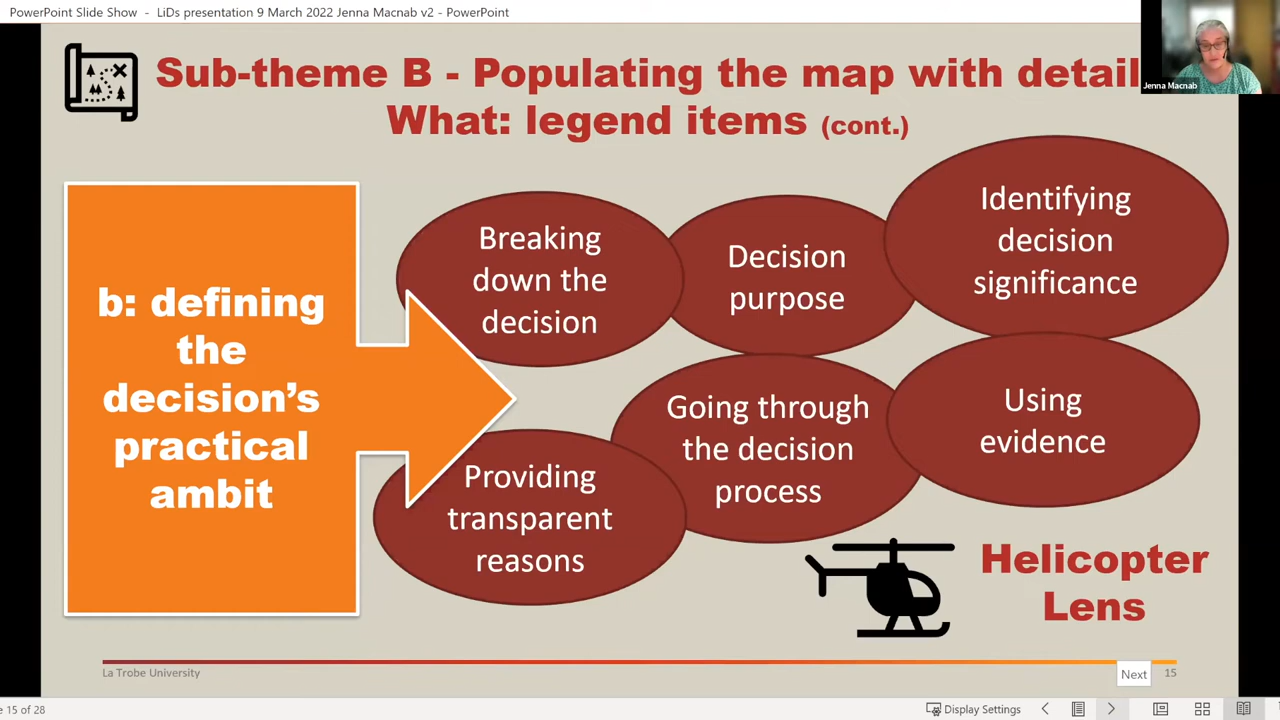 PowerPoint Slide Show - LiDs presentation 9 March 2022 Jenna Macnab v2 - PowerPoint
Sub-theme B - Populating the map with detail
What: legend items (cont.)
Jenna Macnab
b: defining
the
decision’s
practical
ambit
Breaking
down the
decision
Decision
purpose
Identifying
decision
significance
Providing
transparent
reasons
Going through
the decision
process
Using
evidence
Helicopter
Lens
La Trobe University
Next
15
15 of 28
Display Settings